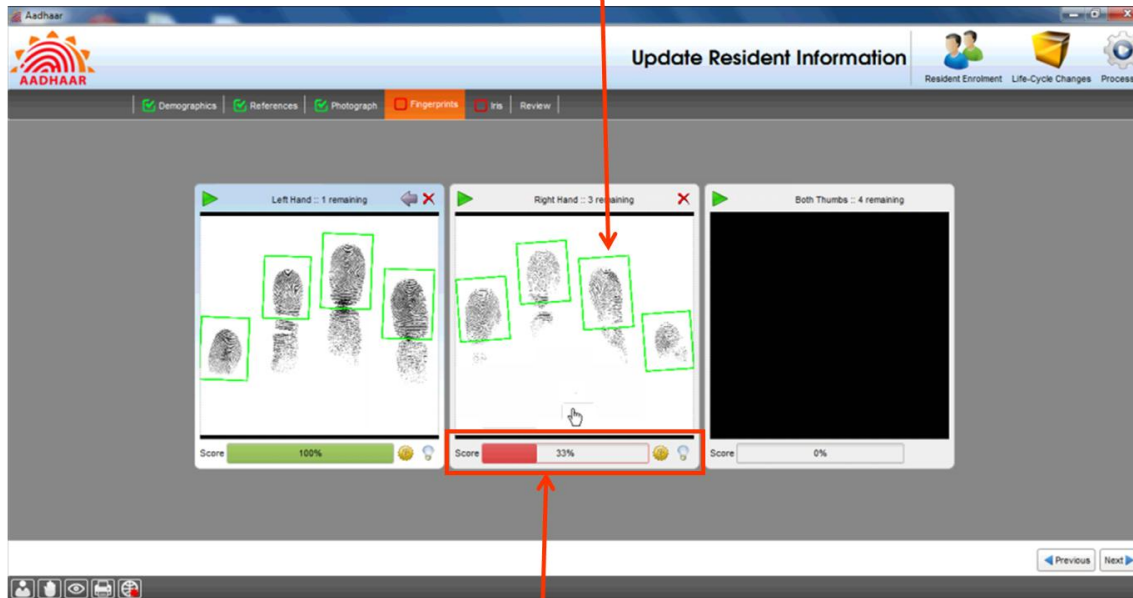 Aadhaar
AADHAAR
Update Resident Information
Resident Enrolment
Life-Cycle Changes
Process
Demographics
References
Photograph
Fingerprints
Iris
Review
Left Hand :: 1 remaining
Right Hand :: 3 remaining
Both Thumbs :: 4 remaining
Score 100%
Score 33%
Score 0%
Previous
Next